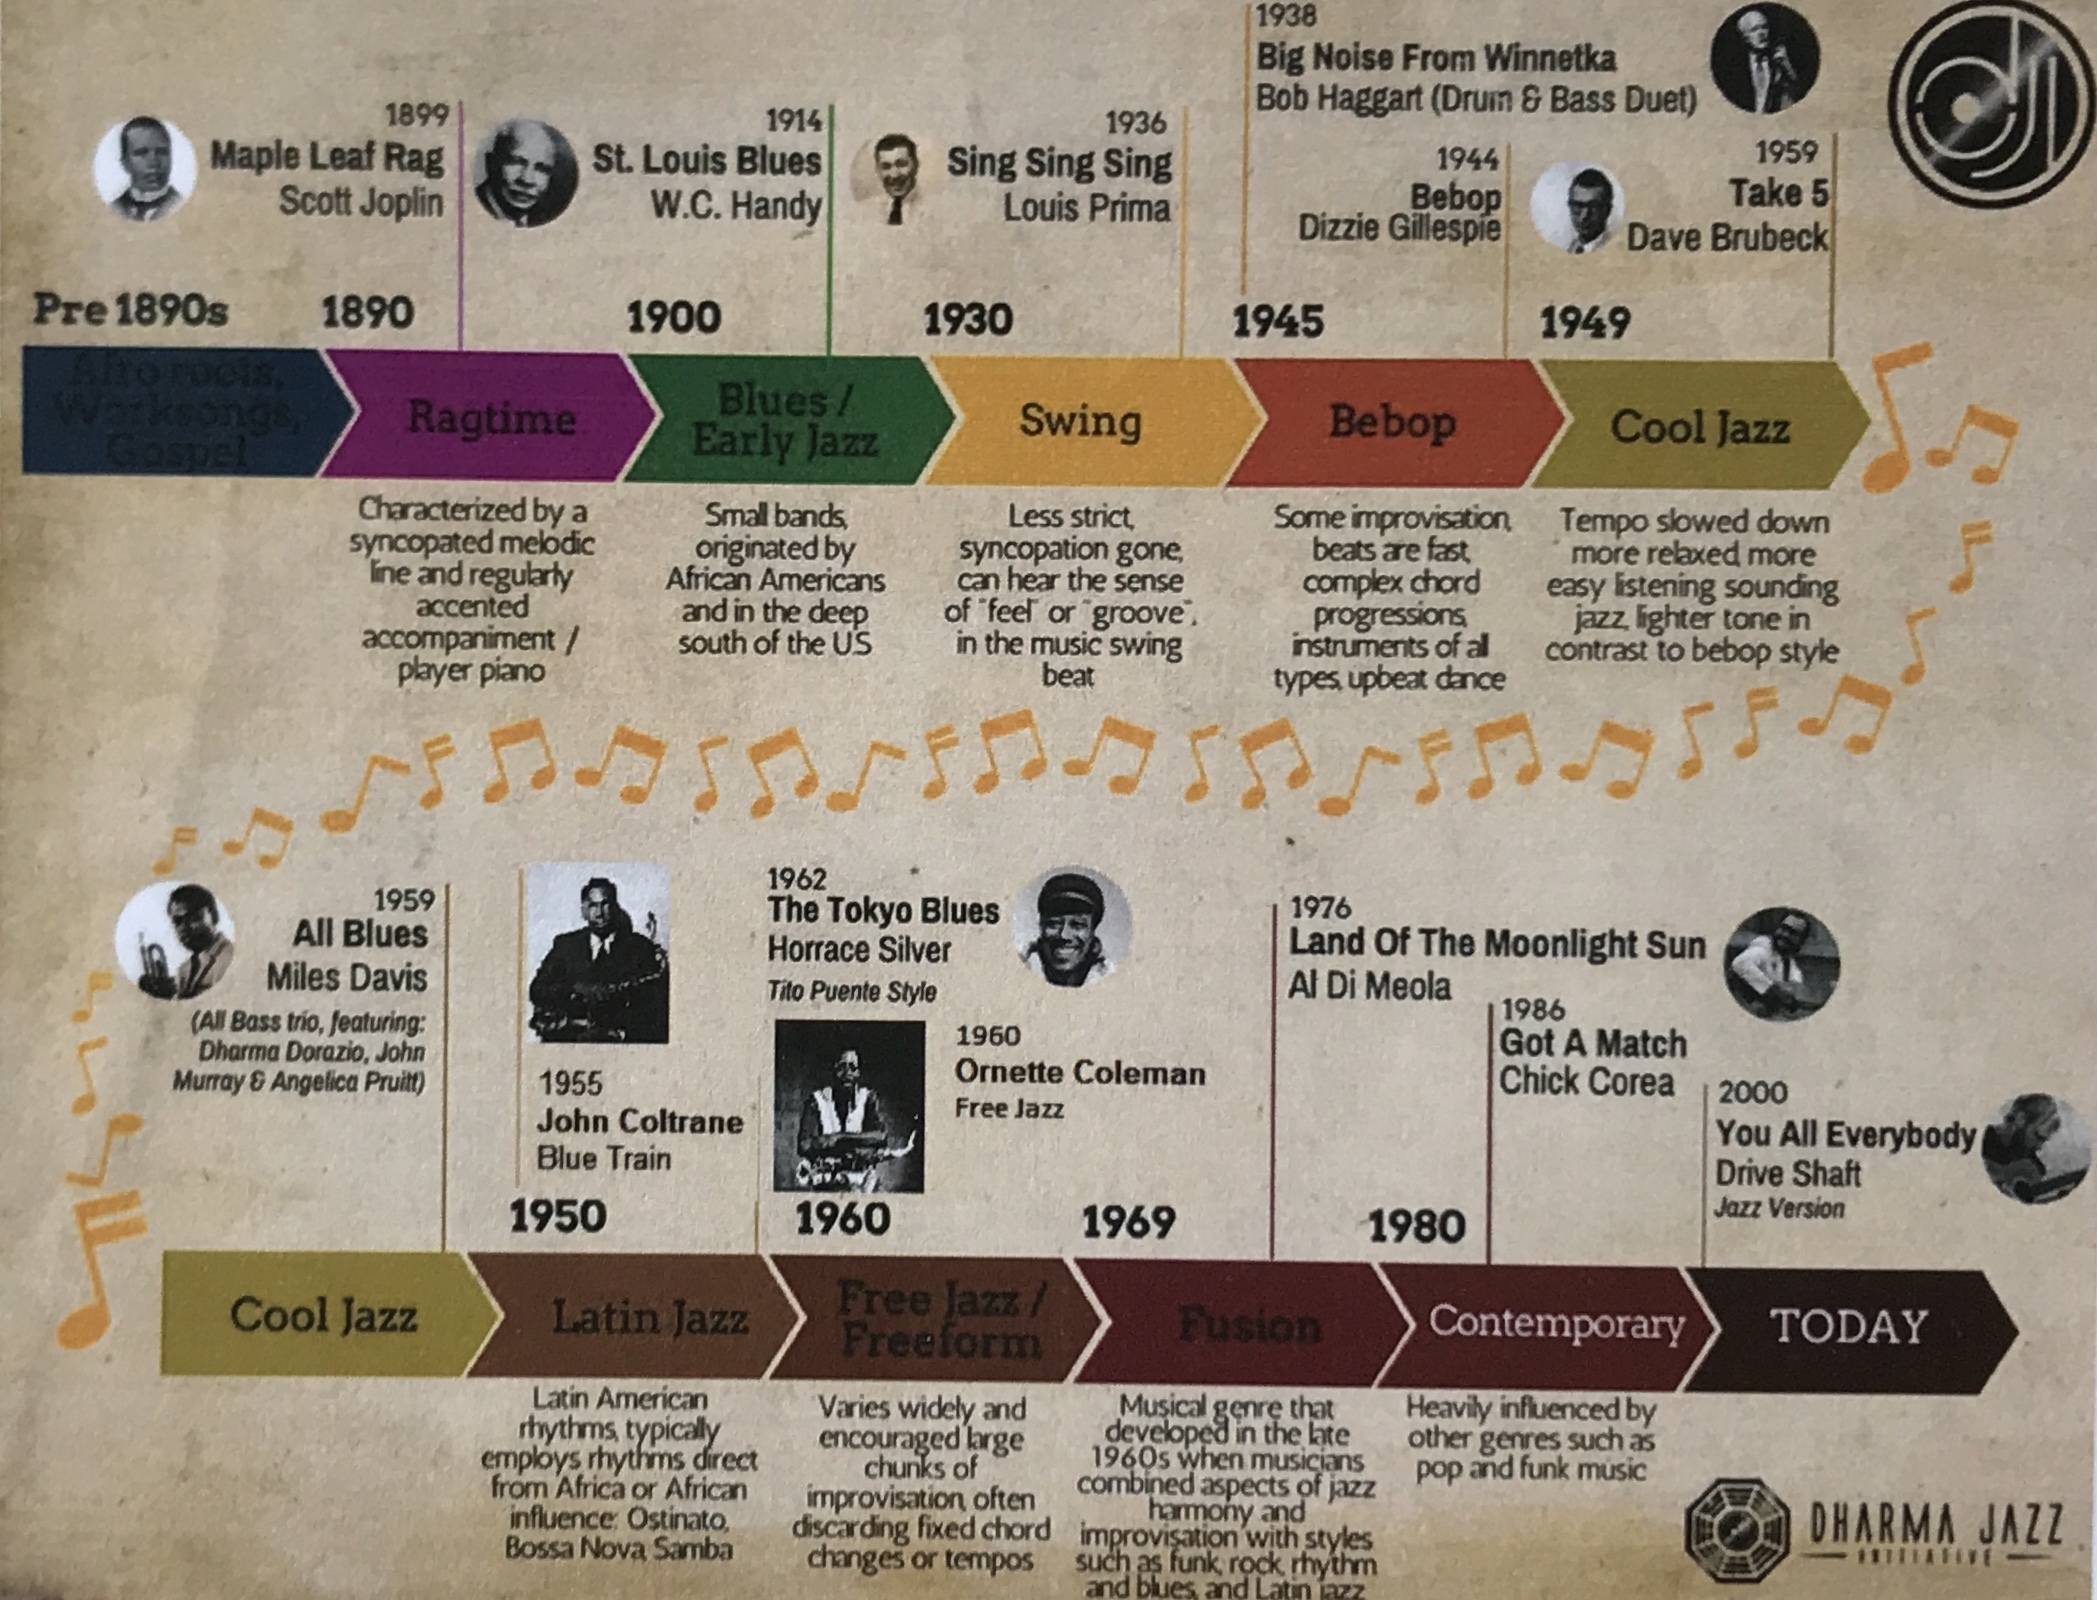 1938
Big Noise From Winnetka
Bob Haggart (Drum & Bass Duet)
1899
Maple Leaf Rag
Scott Joplin
1914
St. Louis Blues
W.C. Handy
1936
Sing Sing Sing
Louis Prima
1944
Bebop
Dizzie Gillespie
1959
Take 5
Dave Brubeck
Pre 1890s
1890
1900
1930
1945
1949
Afro roots,
Worksongs,
Gospel
Ragtime
Blues /
Early Jazz
Swing
Bebop
Cool Jazz
Characterized by a
syncopated melodic
line and regularly
accented
accompaniment /
player piano
Small bands,
originated by
African Americans
and in the deep
south of the US
Less strict,
syncopation gone,
can hear the sense
of "feel" or "groove",
in the music swing
beat
Some improvisation,
beats are fast,
complex chord
progressions,
instruments of all
types, upbeat dance
Tempo slowed down
more relaxed, more
easy listening sounding
jazz, lighter tone in
contrast to bebop style
1959
All Blues
Miles Davis
(All Bass trio, featuring:
Dharma Dorazio, John
Murray & Angelica Pruitt)
1955
John Coltrane
Blue Train
1962
The Tokyo Blues
Horrace Silver
Tito Puente Style
1960
Ornette Coleman
Free Jazz
1976
Land Of The Moonlight Sun
Al Di Meola
1986
Got A Match
Chick Corea
2000
You All Everybody
Drive Shaft
Jazz Version
1950
1960
1969
1980
Cool Jazz
Latin Jazz
Free Jazz /
Freeform
Fusion
Contemporary
TODAY
Latin American
rhythms, typically
employs rhythms direct
from Africa or African
influence: Ostinato,
Bossa Nova, Samba
Varies widely and
encouraged large
chunks of
improvisation, often
discarding fixed chord
changes or tempos
Musical genre that
developed in the late
1960s when musicians
combined aspects of jazz
harmony and
improvisation with styles
such as funk, rock, rhythm
and blues, and Latin jazz
Heavily influenced by
other genres such as
pop and funk music
DHARMA JAZZ
INITIATIVE